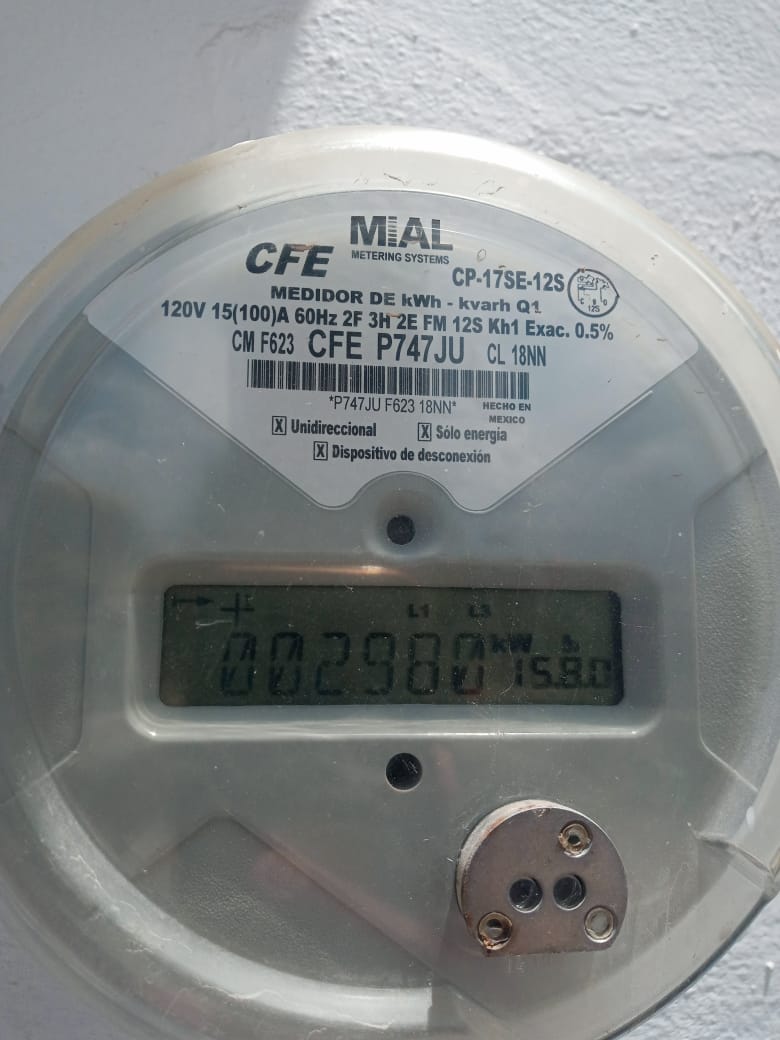 MIAL
METERING SYSTEMS
CFE
CP-17SE-12S
12S
MEDIDOR DE kWh - kvarh Q1
120V 15(100)A 60Hz 2F 3H 2E FM 12S Kh1 Exac. 0.5%
CM F623 CFE P747JU CL 18NN
*P747JU F623 18NN*
HECHO EN
MEXICO
X Unidireccional X Sólo energía
X Dispositivo de desconexión
L1 L3
002980 kW h 15.8.0